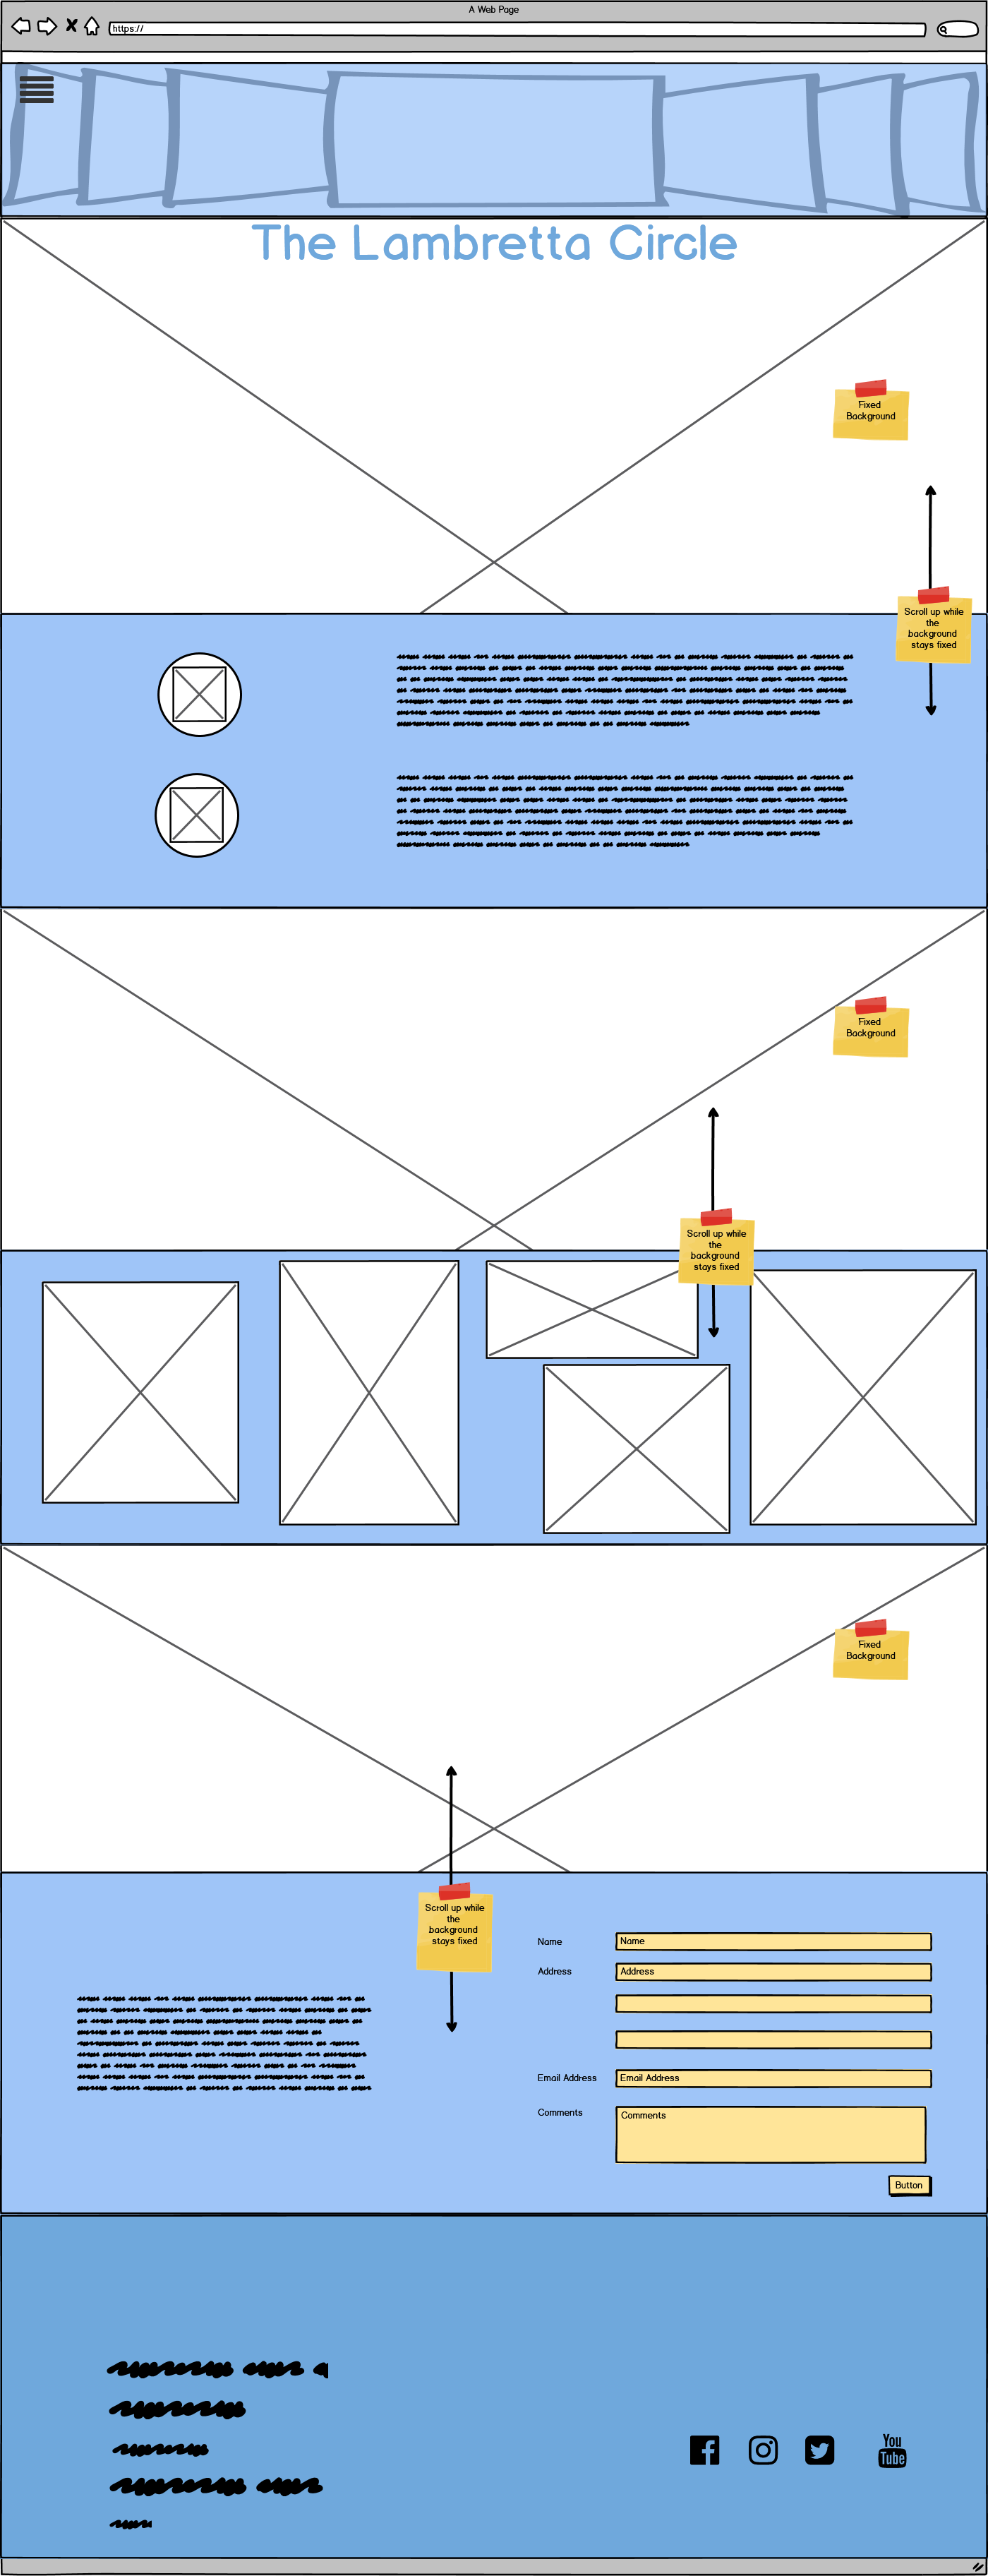 A Web Page
https://
The Lambretta Circle
Fixed
Background
Scroll up while
the
background
stays fixed
Fixed
Background
Scroll up while
the
background
stays fixed
Fixed
Background
Scroll up while
the
background
stays fixed
Name
Name
Address
Address
Email Address
Email Address
Comments
Comments
Button
You
Tube